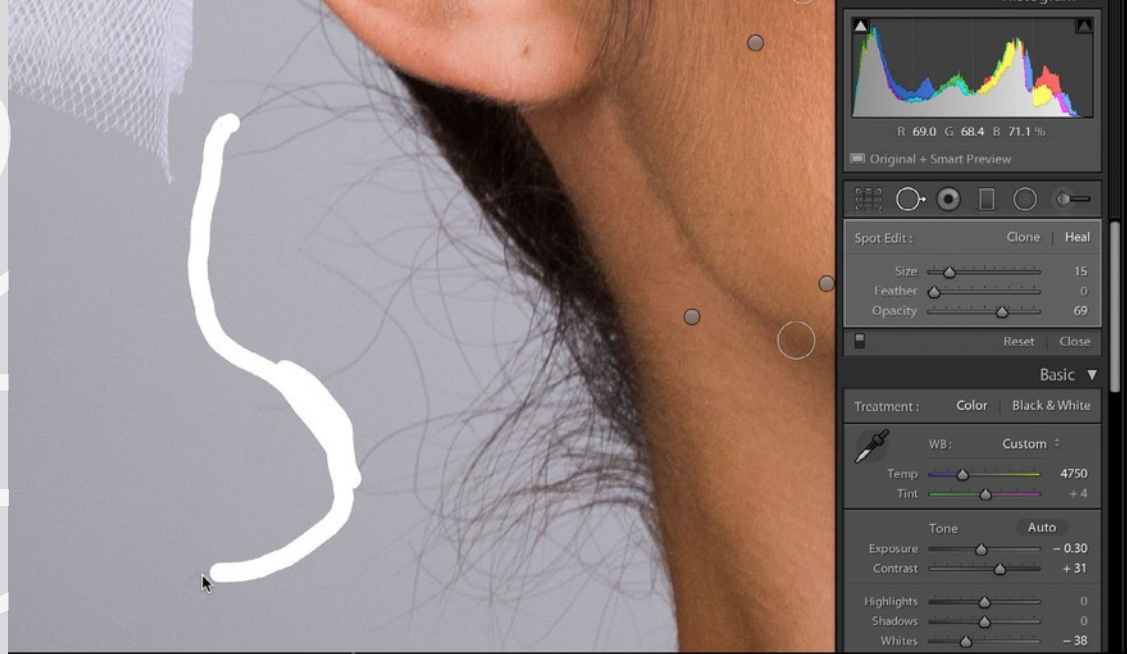 Histogram
R 69.0 G 68.4 B 71.1 %
Original + Smart Preview
Spot Edit : Clone | Heal
Size 15
Feather 0
Opacity 69
Reset | Close
Basic ▼
Treatment : Color | Black & White
WB : Custom
Temp 4750
Tint + 4
Tone Auto
Exposure − 0.30
Contrast + 31
Highlights 0
Shadows 0
Whites − 38